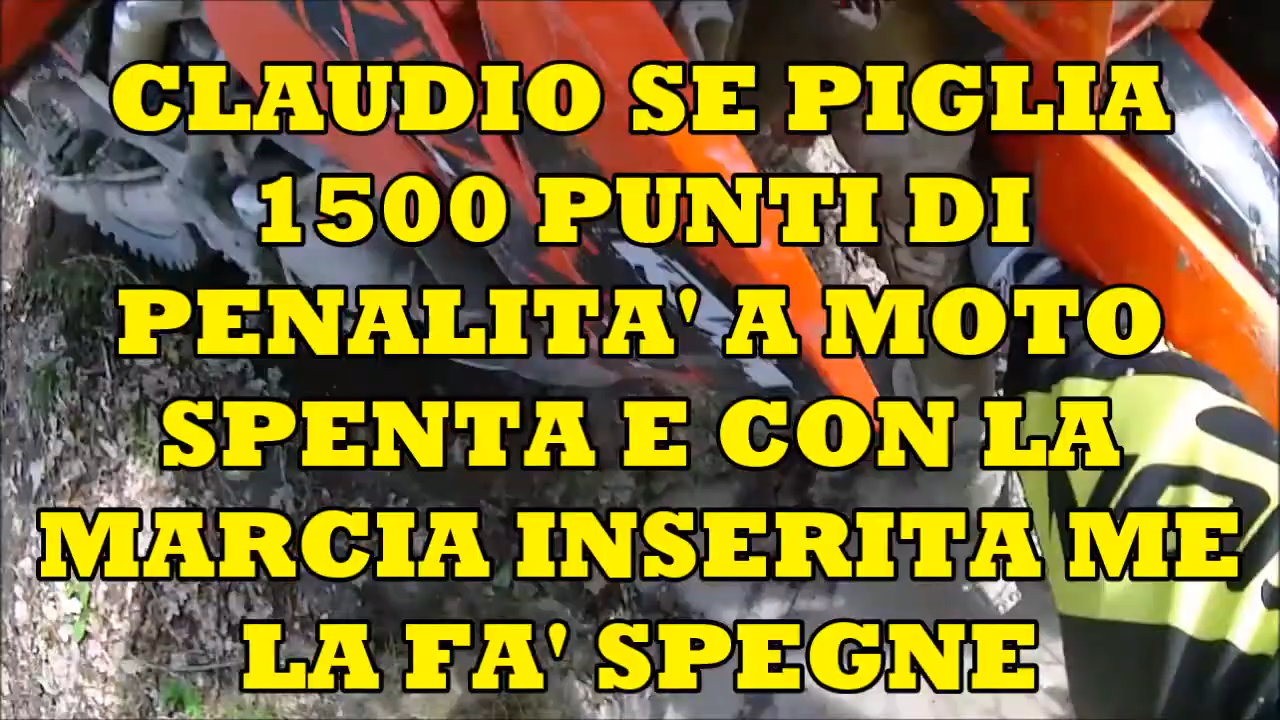 CLAUDIO SE PIGLIA
1500 PUNTI DI
PENALITA' A MOTO
SPENTA E CON LA
MARCIA INSERITA ME
LA FA' SPEGNE